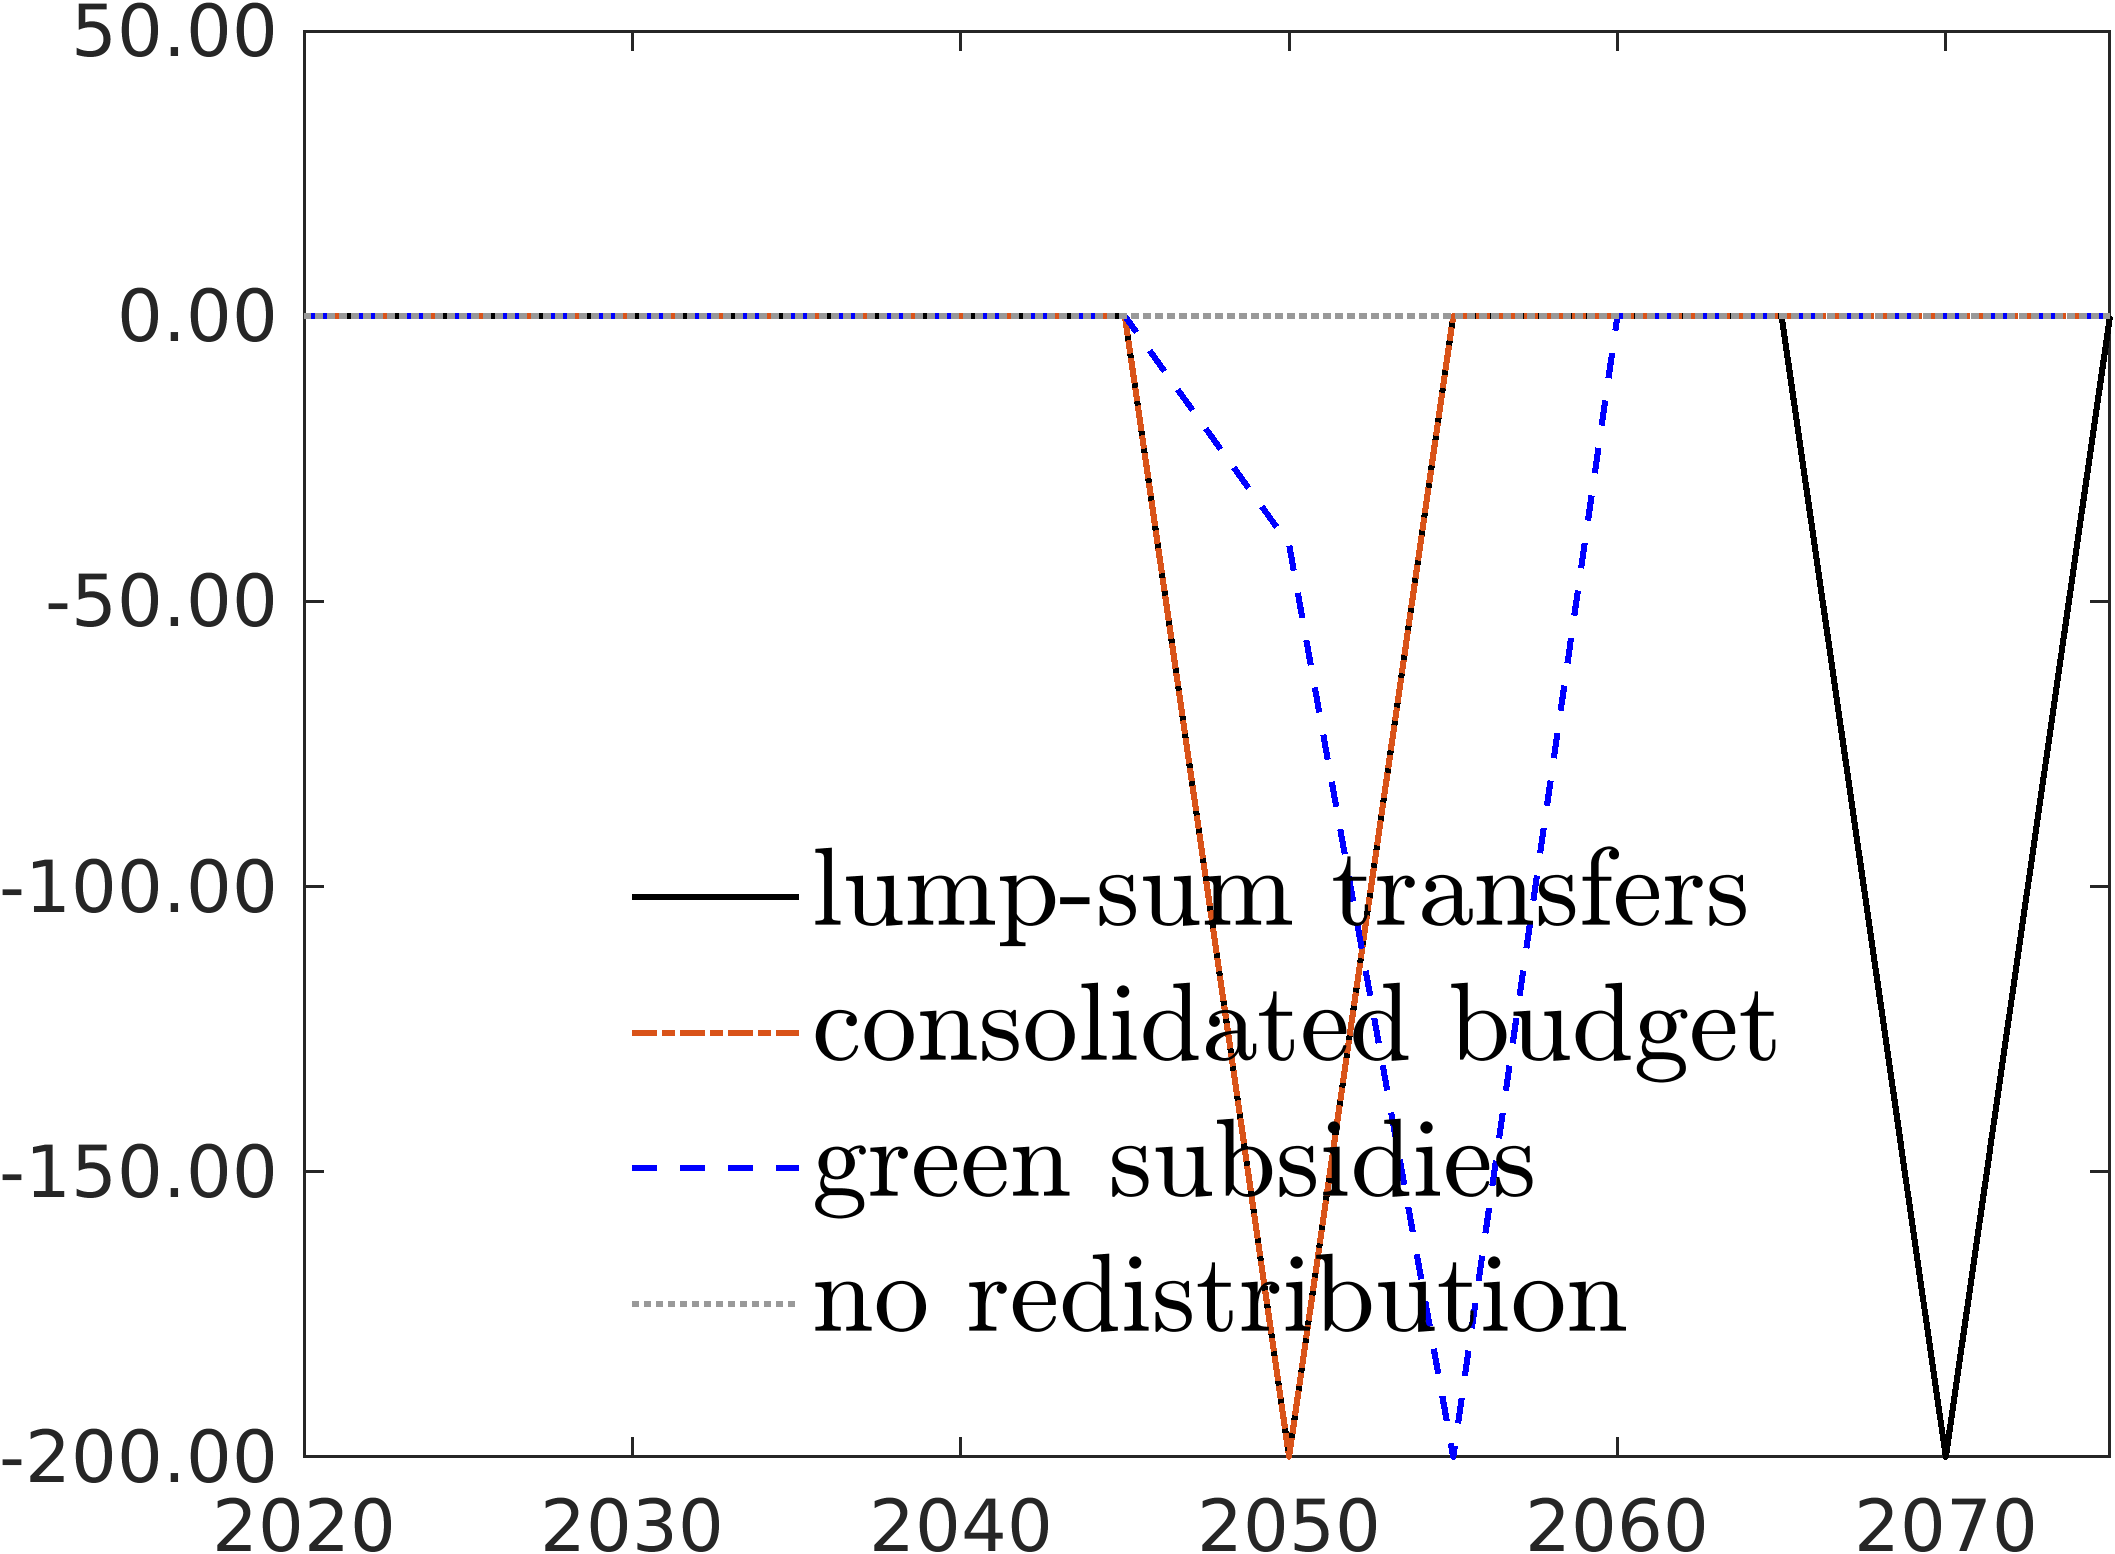 50.00
0.00
-50.00
-100.00
-150.00
-200.00
lump-sum transfers
consolidated budget
green subsidies
no redistribution
2020 2030 2040 2050 2060 2070